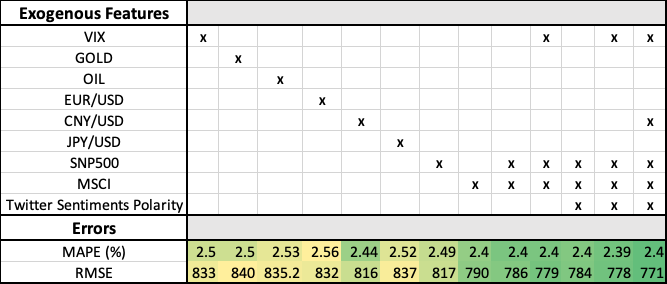 Exogenous Features
VIX x x x x
GOLD x
OIL x
EUR/USD x
CNY/USD x x
JPY/USD x
SNP500 x x x x x x
MSCI x x x x x x
Twitter Sentiments Polarity x x x
Errors
MAPE (%) 2.5 2.5 2.53 2.56 2.44 2.52 2.49 2.4 2.4 2.4 2.4 2.39 2.4
RMSE 833 840 835.2 832 816 837 817 790 786 779 784 778 771